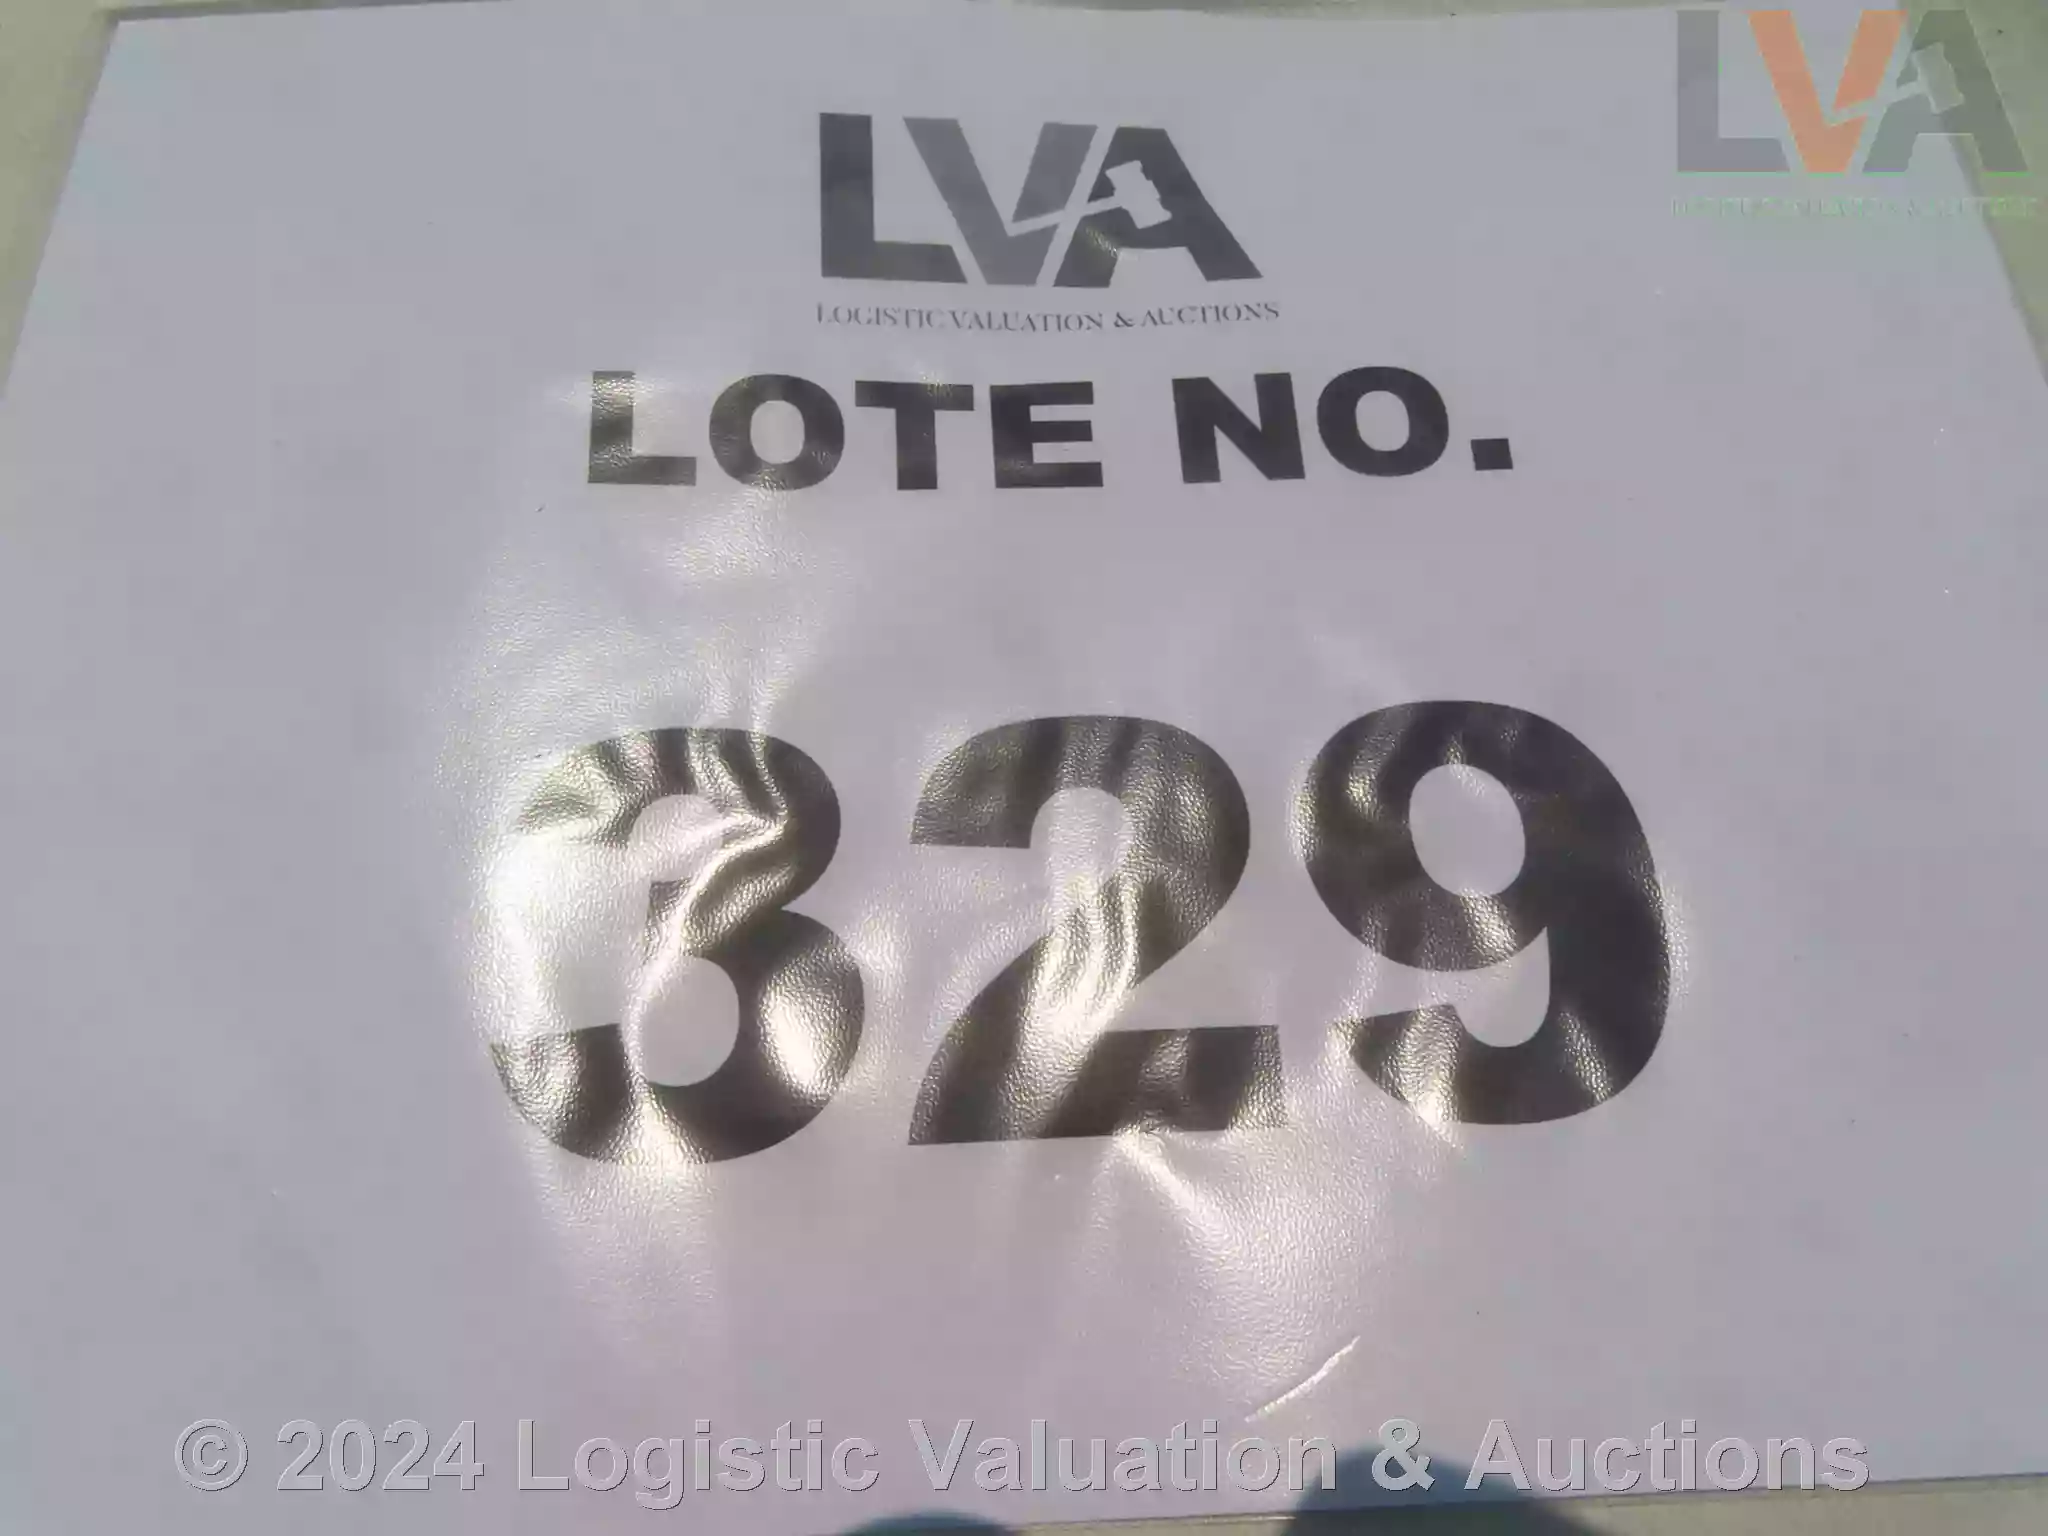 LVA
LVA
LOGISTIC VALUATION & AUCTIONS
LOTE NO.
329
© 2024 Logistic Valuation & Auctions